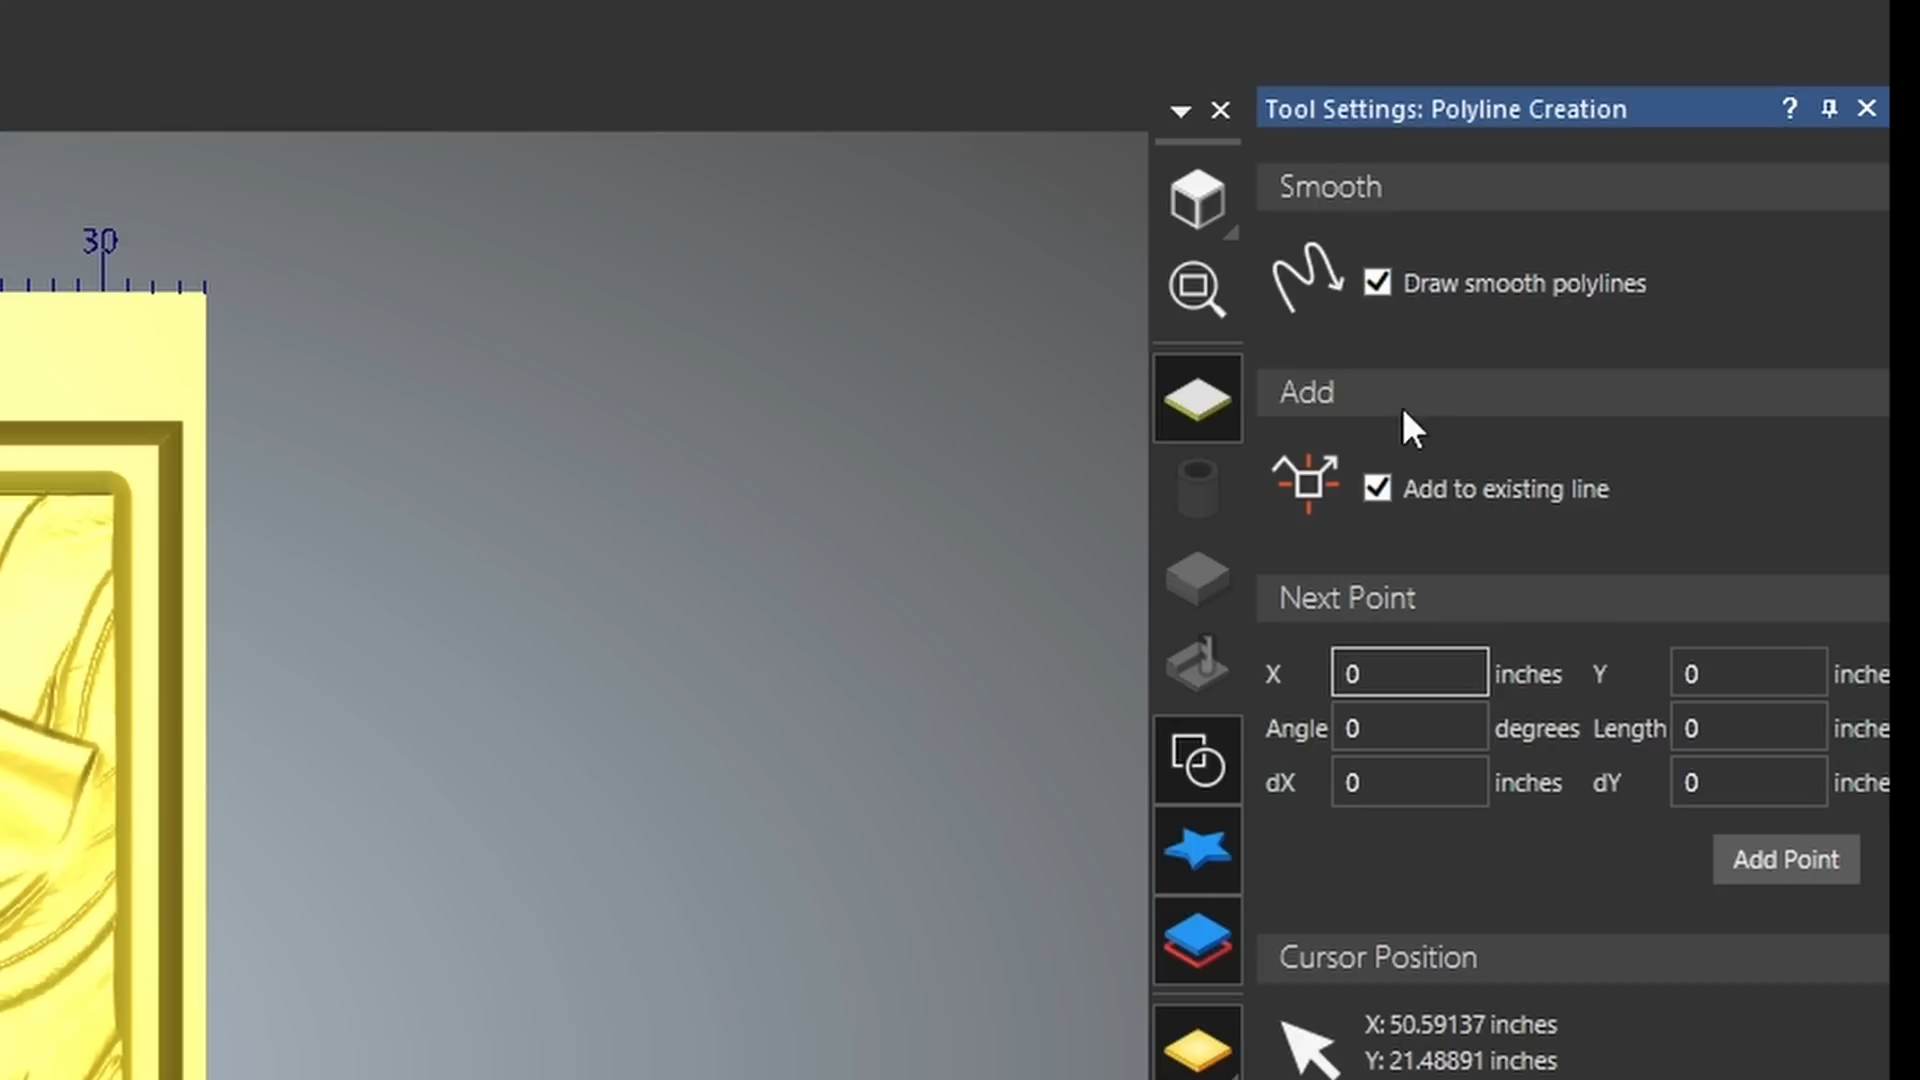 Tool Settings: Polyline Creation ?
Smooth
30
Draw smooth polylines
Add
Add to existing line
Next Point
X 0 inches Y 0 inche
Angle 0 degrees Length 0 inche
dX 0 inches dY 0 inche
Add Point
Cursor Position
X: 50.59137 inches
Y: 21.48891 inches